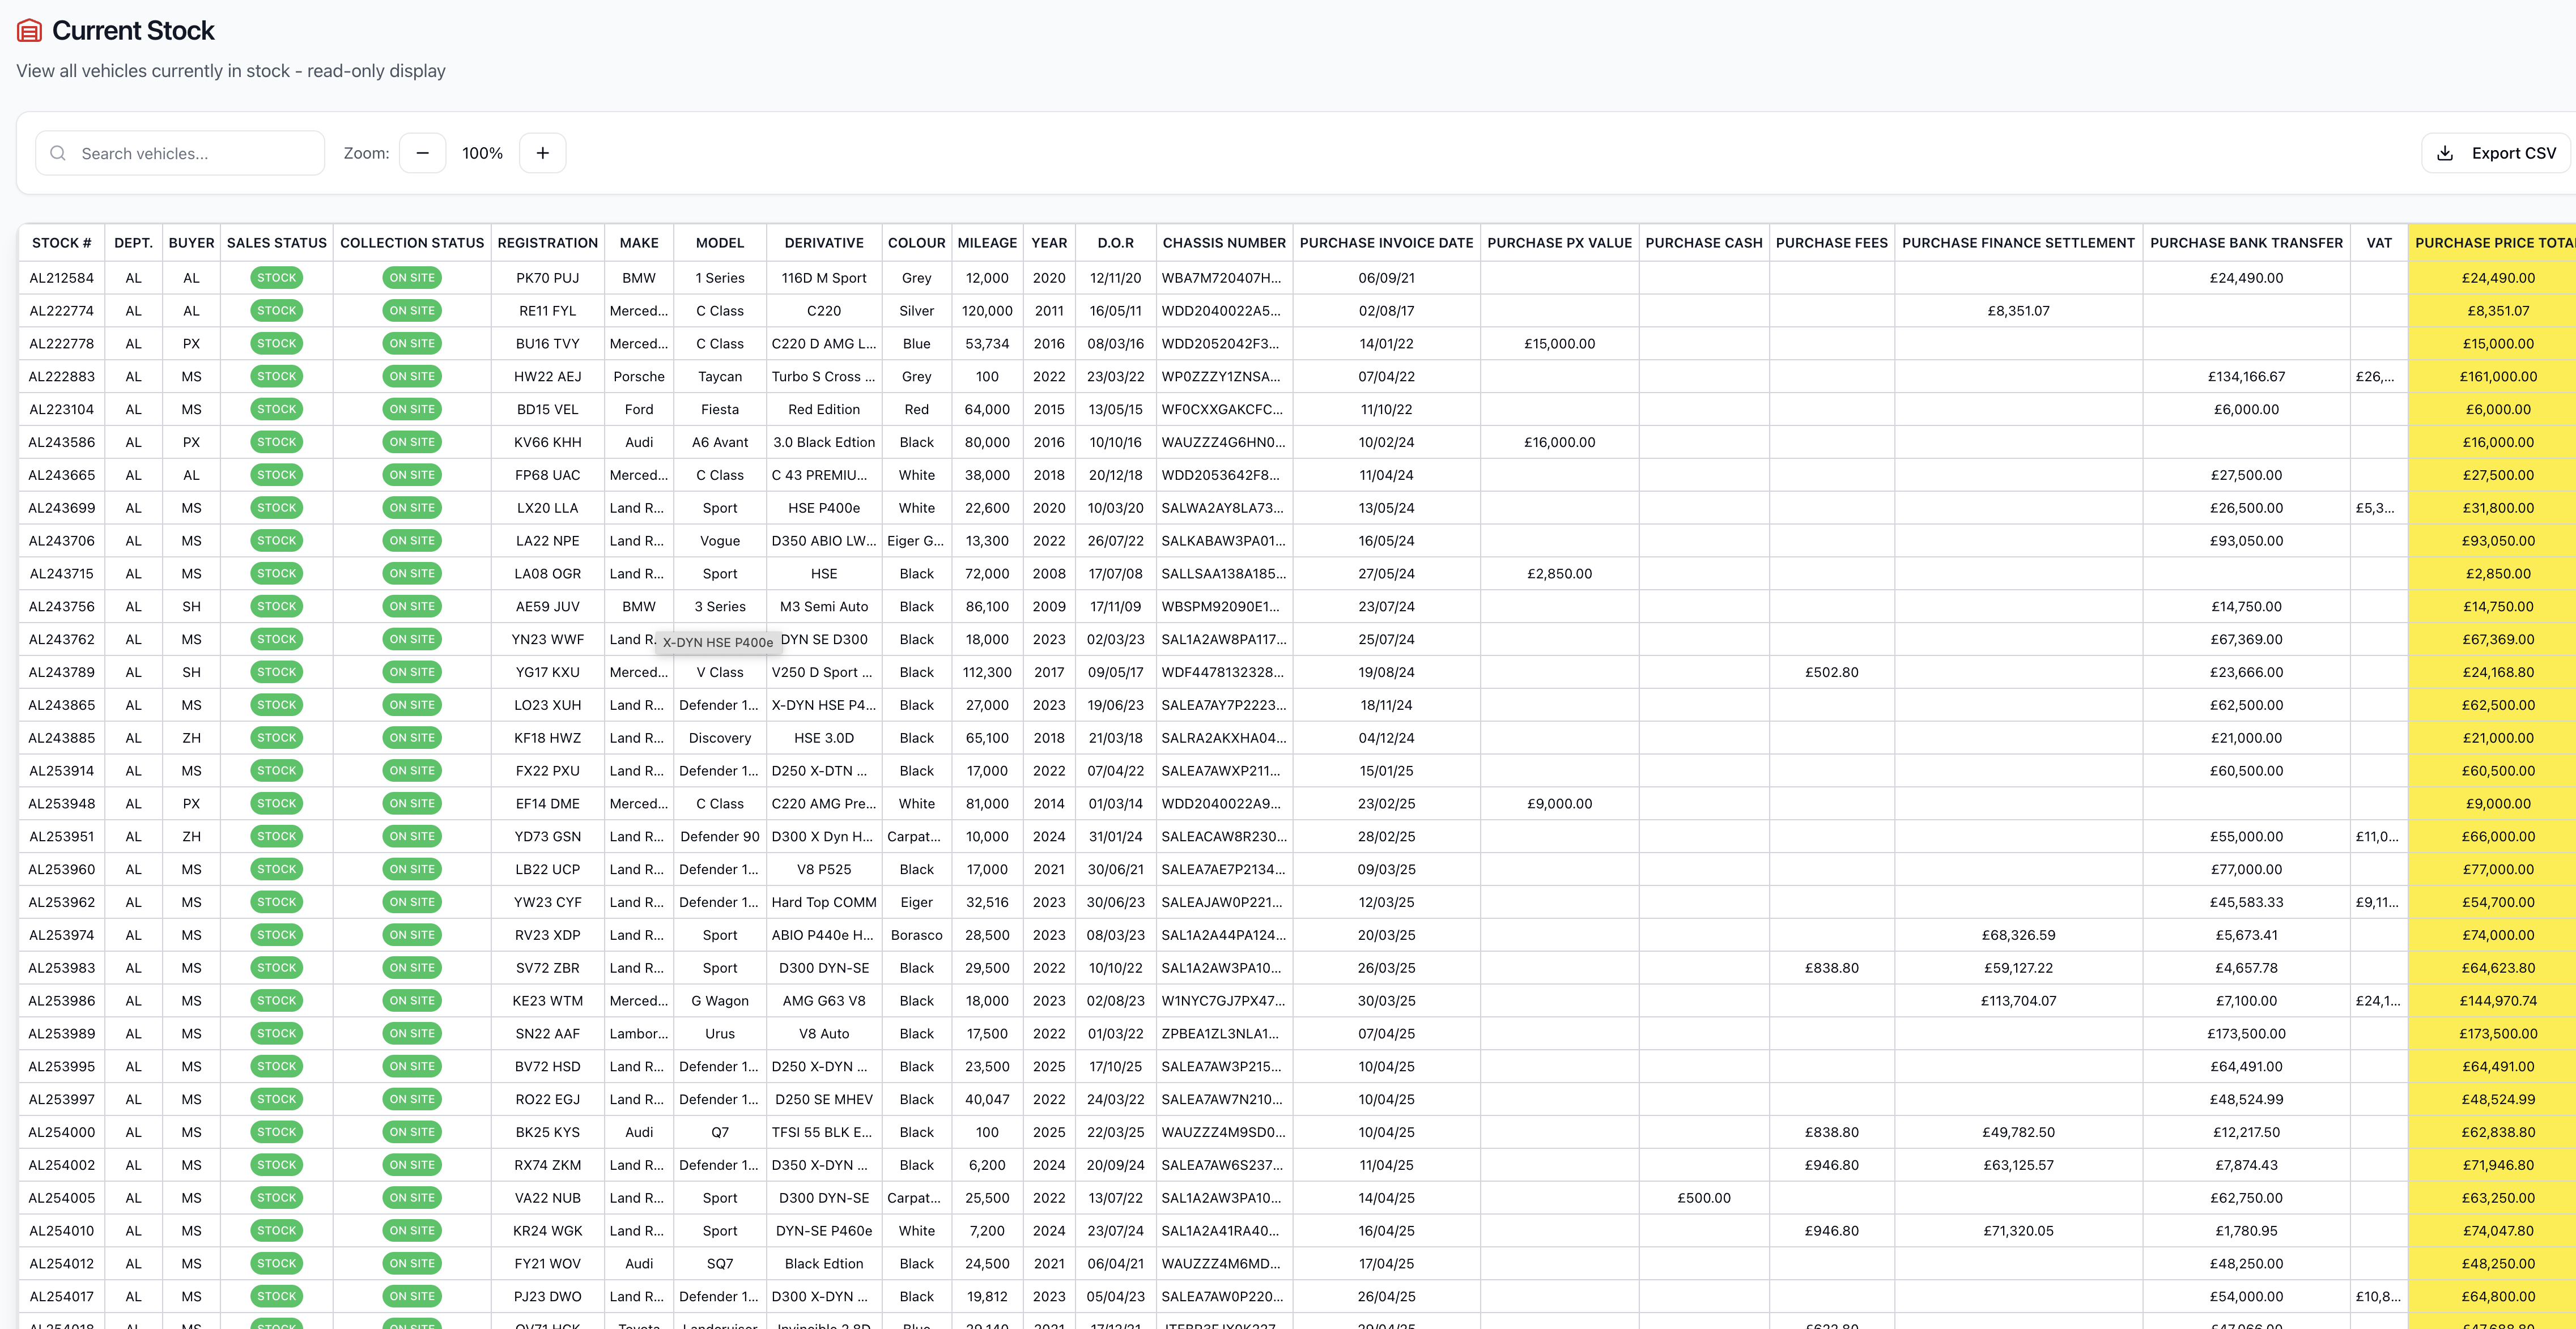 Current Stock
View all vehicles currently in stock - read-only display
Search vehicles... Zoom: − 100% + Export CSV
STOCK # DEPT. BUYER SALES STATUS COLLECTION STATUS REGISTRATION MAKE MODEL DERIVATIVE COLOUR MILEAGE YEAR D.O.R CHASSIS NUMBER PURCHASE INVOICE DATE PURCHASE PX VALUE PURCHASE CASH PURCHASE FEES PURCHASE FINANCE SETTLEMENT PURCHASE BANK TRANSFER VAT PURCHASE PRICE TOTAL
AL212584 AL AL STOCK ON SITE PK70 PUJ BMW 1 Series 116D M Sport Grey 12,000 2020 12/11/20 WBA7M720407H... 06/09/21 £24,490.00 £24,490.00
AL222774 AL AL STOCK ON SITE RE11 FYL Merced... C Class C220 Silver 120,000 2011 16/05/11 WDD2040022A5... 02/08/17 £8,351.07 £8,351.07
AL222778 AL PX STOCK ON SITE BU16 TVY Merced... C Class C220 D AMG L... Blue 53,734 2016 08/03/16 WDD2052042F3... 14/01/22 £15,000.00 £15,000.00
AL222883 AL MS STOCK ON SITE HW22 AEJ Porsche Taycan Turbo S Cross ... Grey 100 2022 23/03/22 WP0ZZZY1ZNSA... 07/04/22 £134,166.67 £26,... £161,000.00
AL223104 AL MS STOCK ON SITE BD15 VEL Ford Fiesta Red Edition Red 64,000 2015 13/05/15 WF0CXXGAKCFC... 11/10/22 £6,000.00 £6,000.00
AL243586 AL PX STOCK ON SITE KV66 KHH Audi A6 Avant 3.0 Black Edtion Black 80,000 2016 10/10/16 WAUZZZ4G6HN0... 10/02/24 £16,000.00 £16,000.00
AL243665 AL AL STOCK ON SITE FP68 UAC Merced... C Class C 43 PREMIU... White 38,000 2018 20/12/18 WDD2053642F8... 11/04/24 £27,500.00 £27,500.00
AL243699 AL MS STOCK ON SITE LX20 LLA Land R... Sport HSE P400e White 22,600 2020 10/03/20 SALWA2AY8LA73... 13/05/24 £26,500.00 £5,3... £31,800.00
AL243706 AL MS STOCK ON SITE LA22 NPE Land R... Vogue D350 ABIO LW... Eiger G... 13,300 2022 26/07/22 SALKABAW3PA01... 16/05/24 £93,050.00 £93,050.00
AL243715 AL MS STOCK ON SITE LA08 OGR Land R... Sport HSE Black 72,000 2008 17/07/08 SALLSAA138A185... 27/05/24 £2,850.00 £2,850.00
AL243756 AL SH STOCK ON SITE AE59 JUV BMW 3 Series M3 Semi Auto Black 86,100 2009 17/11/09 WBSPM92090E1... 23/07/24 £14,750.00 £14,750.00
AL243762 AL MS STOCK ON SITE YN23 WWF Land R. X-DYN HSE P400e DYN SE D300 Black 18,000 2023 02/03/23 SAL1A2AW8PA117... 25/07/24 £67,369.00 £67,369.00
AL243789 AL SH STOCK ON SITE YG17 KXU Merced... V Class V250 D Sport ... Black 112,300 2017 09/05/17 WDF4478132328... 19/08/24 £502.80 £23,666.00 £24,168.80
AL243865 AL MS STOCK ON SITE LO23 XUH Land R... Defender 1... X-DYN HSE P4... Black 27,000 2023 19/06/23 SALEA7AY7P2223... 18/11/24 £62,500.00 £62,500.00
AL243885 AL ZH STOCK ON SITE KF18 HWZ Land R... Discovery HSE 3.0D Black 65,100 2018 21/03/18 SALRA2AKXHA04... 04/12/24 £21,000.00 £21,000.00
AL253914 AL MS STOCK ON SITE FX22 PXU Land R... Defender 1... D250 X-DTN ... Black 17,000 2022 07/04/22 SALEA7AWXP211... 15/01/25 £60,500.00 £60,500.00
AL253948 AL PX STOCK ON SITE EF14 DME Merced... C Class C220 AMG Pre... White 81,000 2014 01/03/14 WDD2040022A9... 23/02/25 £9,000.00 £9,000.00
AL253951 AL ZH STOCK ON SITE YD73 GSN Land R... Defender 90 D300 X Dyn H... Carpat... 10,000 2024 31/01/24 SALEACAW8R230... 28/02/25 £55,000.00 £11,0... £66,000.00
AL253960 AL MS STOCK ON SITE LB22 UCP Land R... Defender 1... V8 P525 Black 17,000 2021 30/06/21 SALEA7AE7P2134... 09/03/25 £77,000.00 £77,000.00
AL253962 AL MS STOCK ON SITE YW23 CYF Land R... Defender 1... Hard Top COMM Eiger 32,516 2023 30/06/23 SALEAJAW0P221... 12/03/25 £45,583.33 £9,11... £54,700.00
AL253974 AL MS STOCK ON SITE RV23 XDP Land R... Sport ABIO P440e H... Borasco 28,500 2023 08/03/23 SAL1A2A44PA124... 20/03/25 £68,326.59 £5,673.41 £74,000.00
AL253983 AL MS STOCK ON SITE SV72 ZBR Land R... Sport D300 DYN-SE Black 29,500 2022 10/10/22 SAL1A2AW3PA10... 26/03/25 £838.80 £59,127.22 £4,657.78 £64,623.80
AL253986 AL MS STOCK ON SITE KE23 WTM Merced... G Wagon AMG G63 V8 Black 18,000 2023 02/08/23 W1NYC7GJ7PX47... 30/03/25 £113,704.07 £7,100.00 £24,1... £144,970.74
AL253989 AL MS STOCK ON SITE SN22 AAF Lambor... Urus V8 Auto Black 17,500 2022 01/03/22 ZPBEA1ZL3NLA1... 07/04/25 £173,500.00 £173,500.00
AL253995 AL MS STOCK ON SITE BV72 HSD Land R... Defender 1... D250 X-DYN ... Black 23,500 2025 17/10/25 SALEA7AW3P215... 10/04/25 £64,491.00 £64,491.00
AL253997 AL MS STOCK ON SITE RO22 EGJ Land R... Defender 1... D250 SE MHEV Black 40,047 2022 24/03/22 SALEA7AW7N210... 10/04/25 £48,524.99 £48,524.99
AL254000 AL MS STOCK ON SITE BK25 KYS Audi Q7 TFSI 55 BLK E... Black 100 2025 22/03/25 WAUZZZ4M9SD0... 10/04/25 £838.80 £49,782.50 £12,217.50 £62,838.80
AL254002 AL MS STOCK ON SITE RX74 ZKM Land R... Defender 1... D350 X-DYN ... Black 6,200 2024 20/09/24 SALEA7AW6S237... 11/04/25 £946.80 £63,125.57 £7,874.43 £71,946.80
AL254005 AL MS STOCK ON SITE VA22 NUB Land R... Sport D300 DYN-SE Carpat... 25,500 2022 13/07/22 SAL1A2AW3PA10... 14/04/25 £500.00 £62,750.00 £63,250.00
AL254010 AL MS STOCK ON SITE KR24 WGK Land R... Sport DYN-SE P460e White 7,200 2024 23/07/24 SAL1A2A41RA40... 16/04/25 £946.80 £71,320.05 £1,780.95 £74,047.80
AL254012 AL MS STOCK ON SITE FY21 WOV Audi SQ7 Black Edtion Black 24,500 2021 06/04/21 WAUZZZ4M6MD... 17/04/25 £48,250.00 £48,250.00
AL254017 AL MS STOCK ON SITE PJ23 DWO Land R... Defender 1... D300 X-DYN ... Black 19,812 2023 05/04/23 SALEA7AW0P220... 26/04/25 £54,000.00 £10,8... £64,800.00